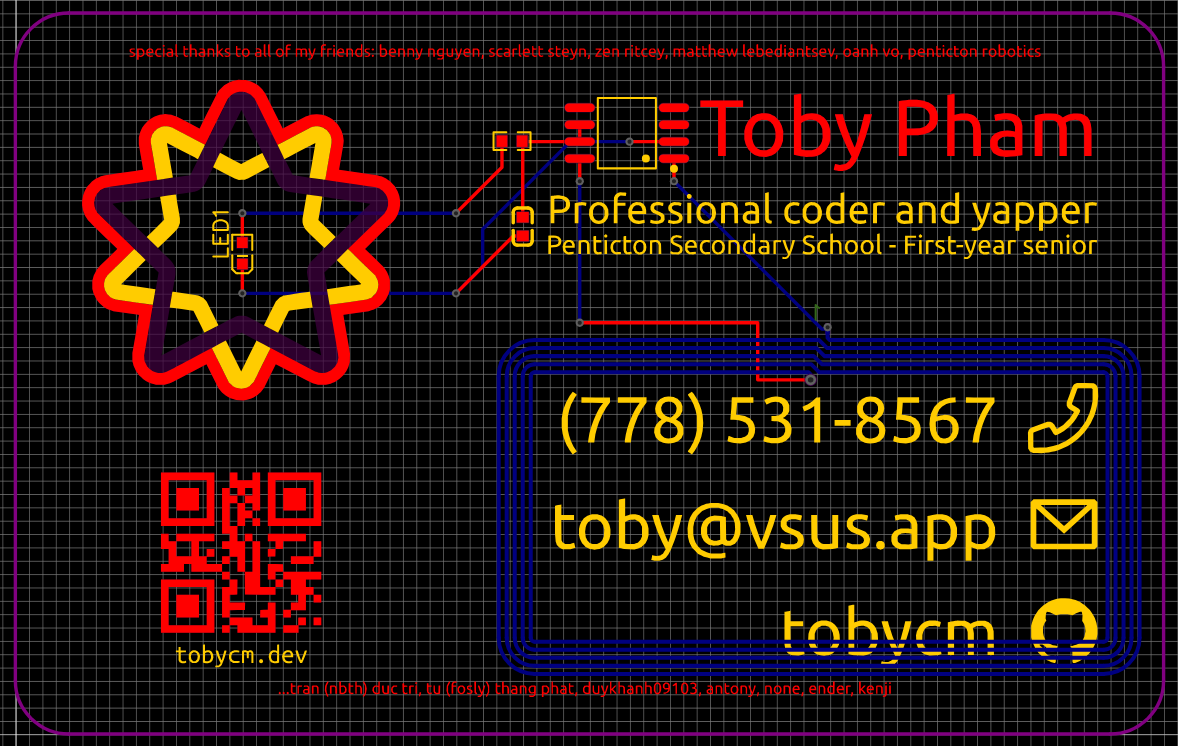 special thanks to all of my friends: benny nguyen, scarlett steyn, zen ritcey, matthew lebediantsev, oanh vo, penticton robotics
Toby Pham
Professional coder and yapper
Penticton Secondary School - First-year senior
LED1
(778) 531-8567
toby@vsus.app
tobycm
tobycm.dev
...tran (nbth) duc tri, tu (fosly) thang phat, duykhanh09103, antony, none, ender, kenji